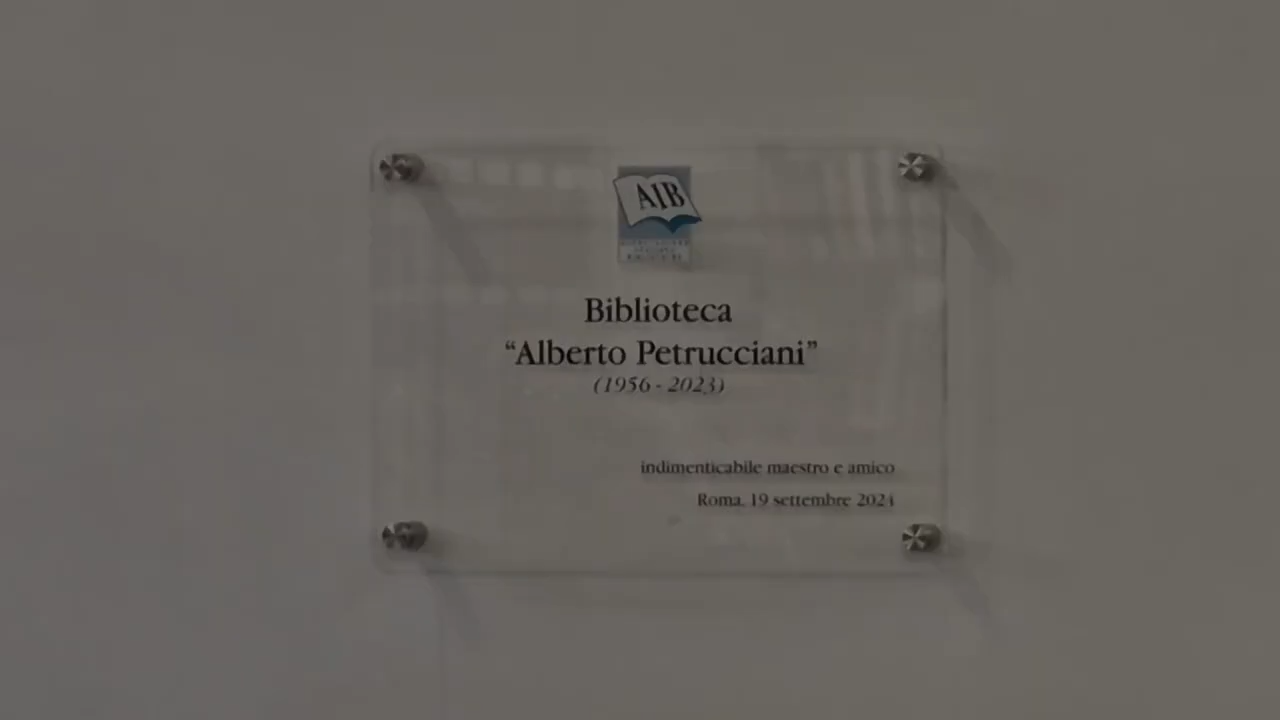 AIB
Biblioteca
“Alberto Petrucciani”
(1956 - 2023)
indimenticabile maestro e amico
Roma, 19 settembre 2024